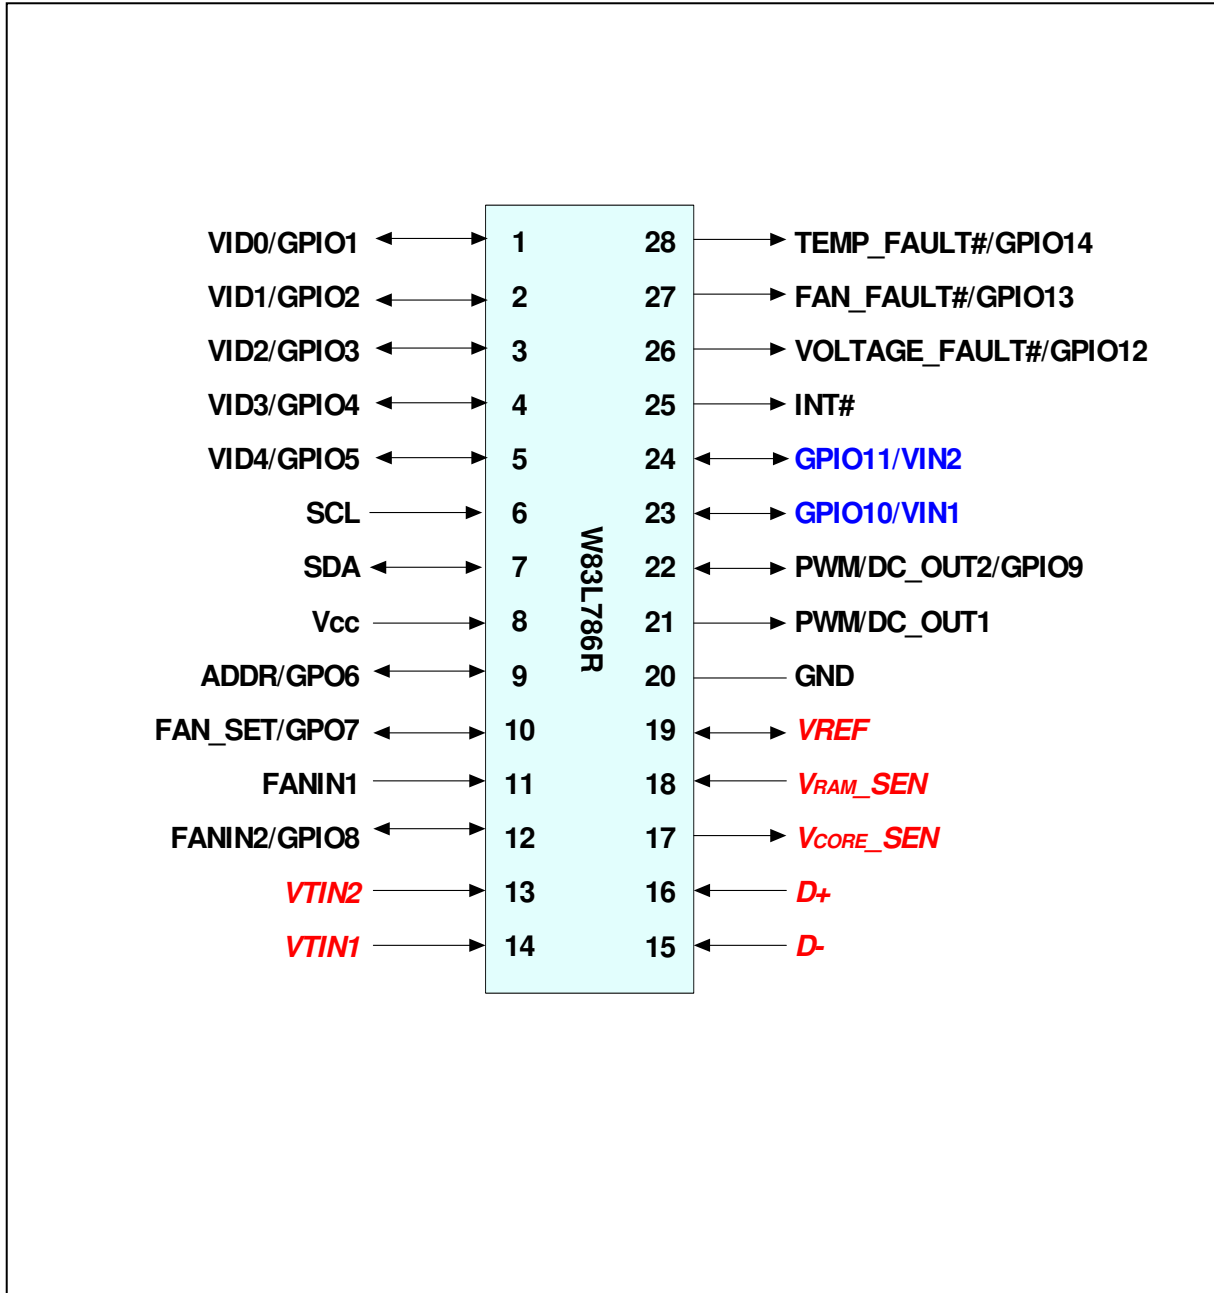 VID0/GPIO1 1 28 TEMP_FAULT#/GPIO14
VID1/GPIO2 2 27 FAN_FAULT#/GPIO13
VID2/GPIO3 3 26 VOLTAGE_FAULT#/GPIO12
VID3/GPIO4 4 25 INT#
VID4/GPIO5 5 24 GPIO11/VIN2
SCL 6 23 GPIO10/VIN1
SDA 7 22 PWM/DC_OUT2/GPIO9
Vcc 8 21 PWM/DC_OUT1
ADDR/GPO6 9 20 GND
FAN_SET/GPO7 10 19 VREF
FANIN1 11 18 VRAM_SEN
FANIN2/GPIO8 12 17 VCORE_SEN
VTIN2 13 16 D+
VTIN1 14 15 D-
W83L786R